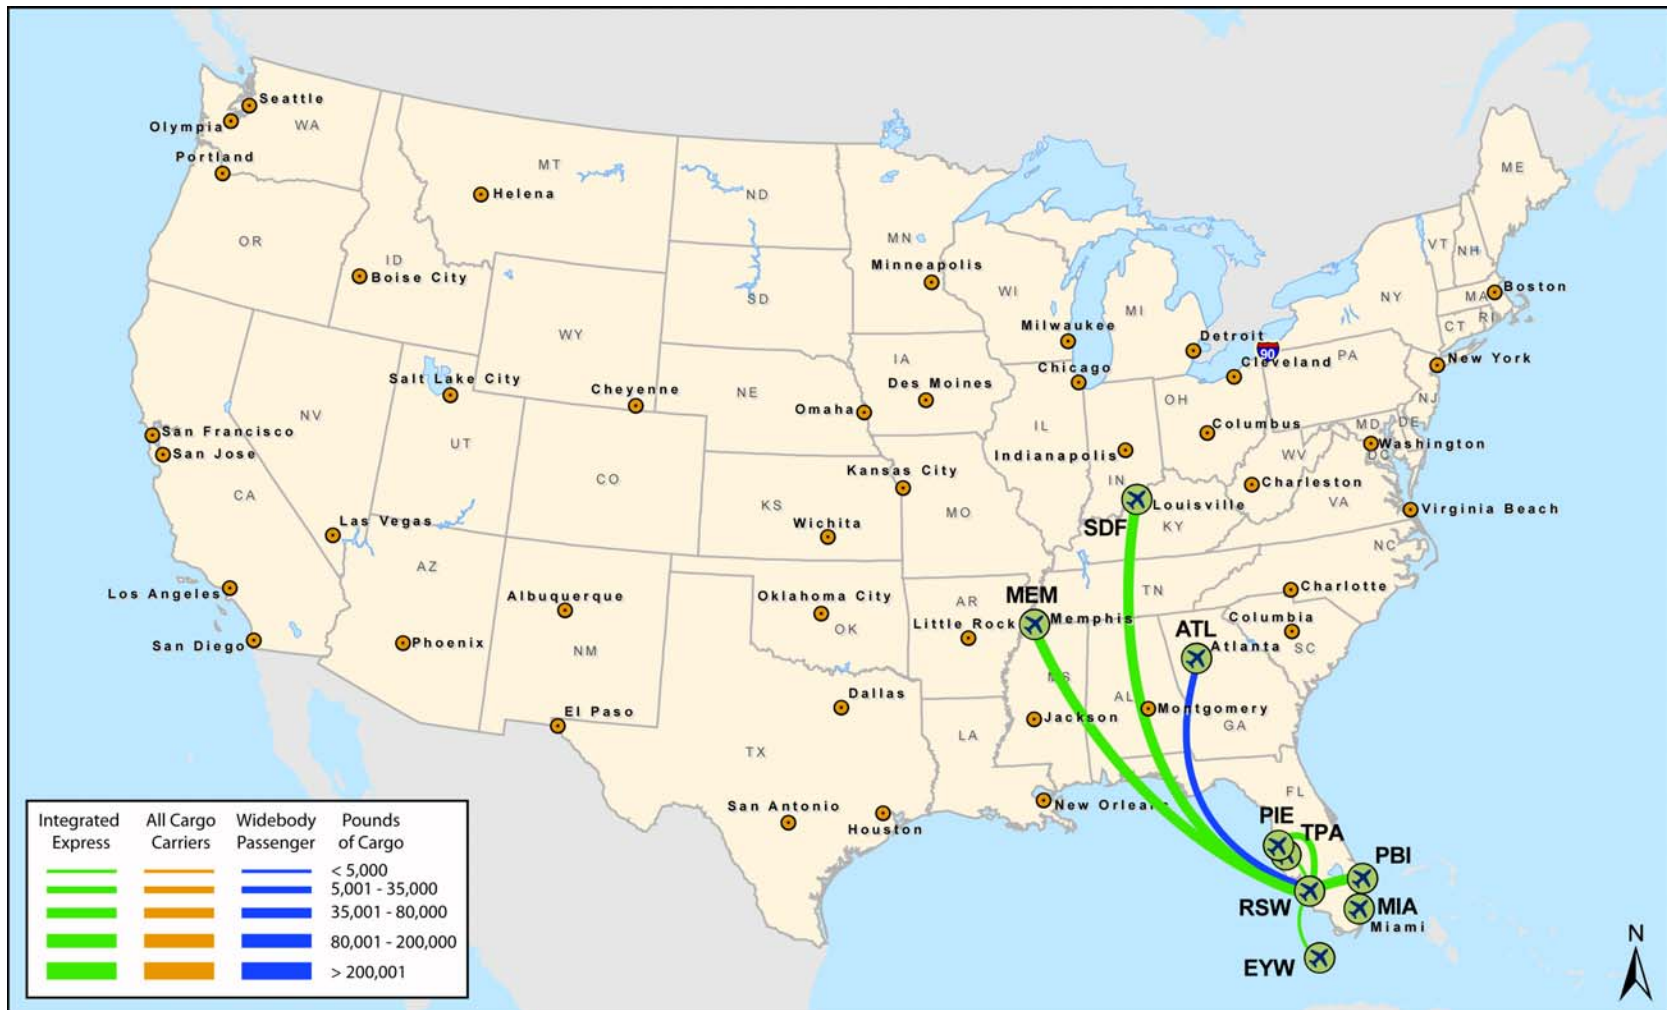 Seattle
WA
Olympia
Portland
MT
Helena
ND
ME
OR
ID
Boise City
MN
Minneapolis
VT
NH
WI
SD
MI
NY
MA
Boston
WY
Milwaukee
CT
RI
Detroit
90
Cleveland
PA
New York
IA
Chicago
Salt Lake City
Cheyenne
NE
Des Moines
OH
NJ
Omaha
NV
IL
Columbus
MD
DE
San Francisco
UT
Washington
San Jose
Indianapolis
WV
DC
CO
Kansas City
IN
Charleston
CA
KS
MO
Louisville
VA
Virginia Beach
Las Vegas
Wichita
SDF
KY
NC
AZ
TN
Charlotte
Los Angeles
Albuquerque
Oklahoma City
AR
MEM
Memphis
Columbia
Little Rock
OK
ATL
San Diego
Phoenix
NM
Atlanta
SC
MS
Dallas
AL
El Paso
Jackson
Montgomery
GA
TX
LA
FL
San Antonio
New Orleans
Houston
PIE
TPA
PBI
RSW
MIA
Miami
EYW
N
Integrated Express
All Cargo Carriers
Widebody Passenger
Pounds of Cargo
< 5,000
5,001 - 35,000
35,001 - 80,000
80,001 - 200,000
> 200,001